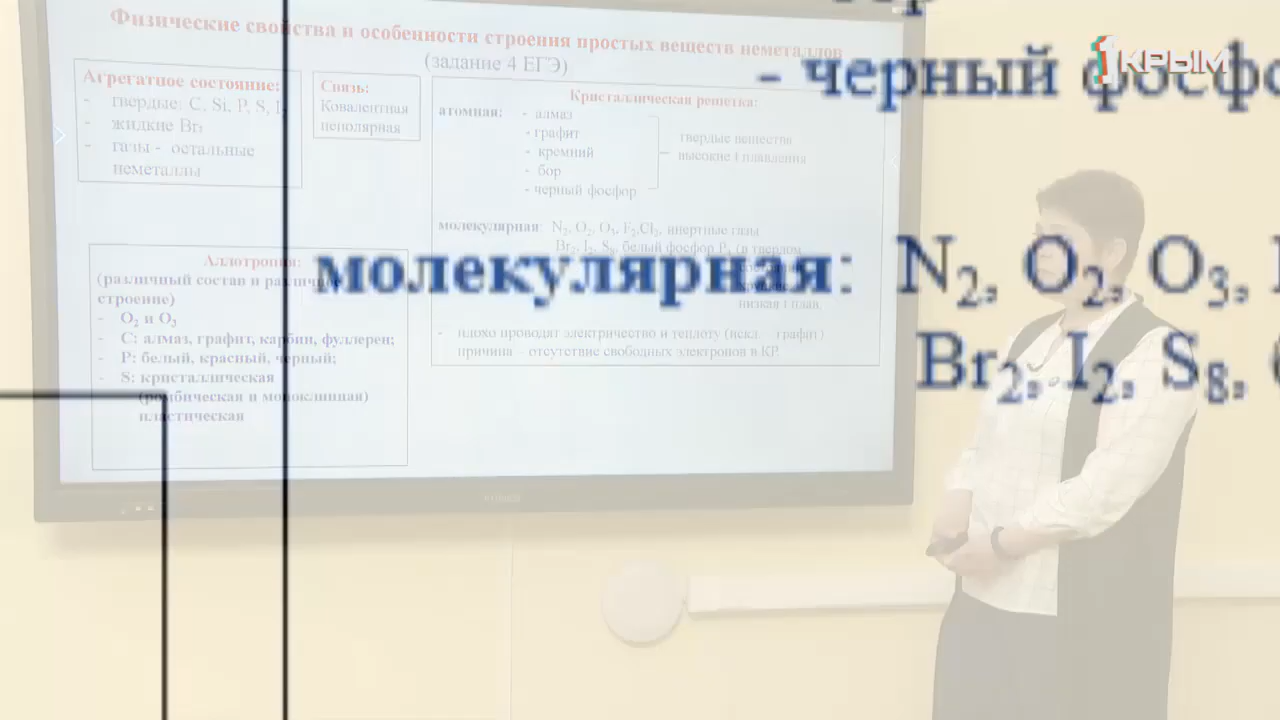 Физические свойства и особенности строения простых веществ неметаллов
(задание 4 ЕГЭ)
Агрегатное состояние:
- твердые: C, Si, P, S, I
- жидкие Br₂
- газы - остальные
неметаллы
Связь:
Ковалентная
неполярная
Кристаллическая решетка:
атомная: - алмаз
- графит
- кремний
- бор
- черный фосфор
твердые вещества
высокие t плавления
молекулярная: N₂, O₂, O₃, F₂,Cl₂, инертные газы
Br₂, I₂, S₈, белый фосфор P₄ (в твердом
низкая t плав.
- плохо проводят электричество и теплоту (искл. графит)
причина – отсутствие свободных электронов в КР.
Аллотропия:
(различный состав и различное
строение)
- O₂ и O₃
- C: алмаз, графит, карбин, фуллерен;
- P: белый, красный, черный;
- S: кристаллическая
(ромбическая и моноклинная)
пластическая
- черный
молекулярная: N₂, O₂, O₃,
Br₂, I₂, S₈,
1КРЫМ